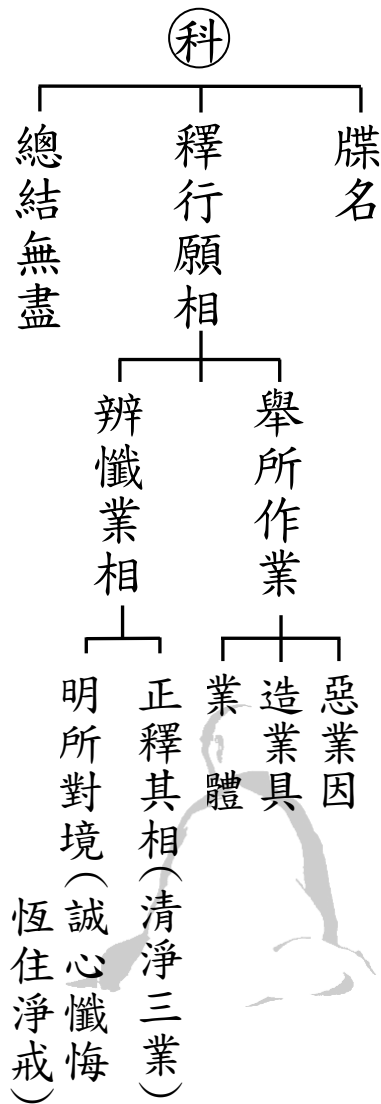 科
牒名
釋行願相
總結無盡
舉所作業
辨懺業相
惡業因
造業具
業體
正釋其相(清淨三業)
明所對境(誠心懺悔
恆住淨戒)